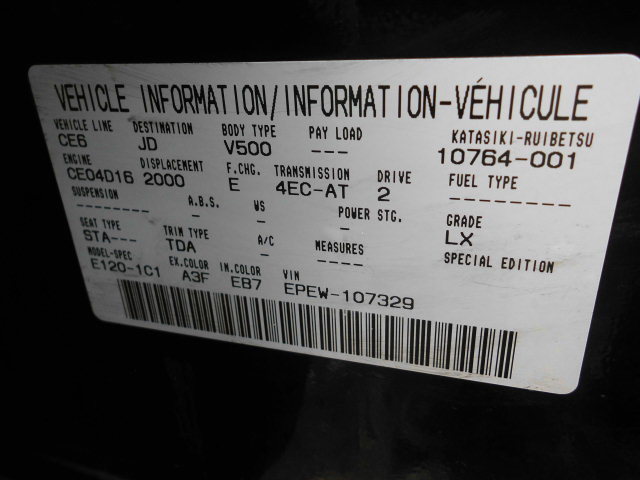 VEHICLE INFORMATION/INFORMATION-VÉHICULE
VEHICLE LINE DESTINATION BODY TYPE PAY LOAD KATASIKI-RUIBETSU
CE6 JD V500 --- 10764-001
ENGINE DISPLACEMENT F.CHG. TRANSMISSION DRIVE FUEL TYPE
CE04D16 2000 E 4EC-AT 2 --------
SUSPENSION A.B.S. WS POWER STG. GRADE
- - - - LX
SEAT TYPE TRIM TYPE A/C MEASURES SPECIAL EDITION
STA--- TDA - ----
MODEL-SPEC EX.COLOR IN.COLOR VIN
E120-1C1 A3F EB7 EPEW-107329